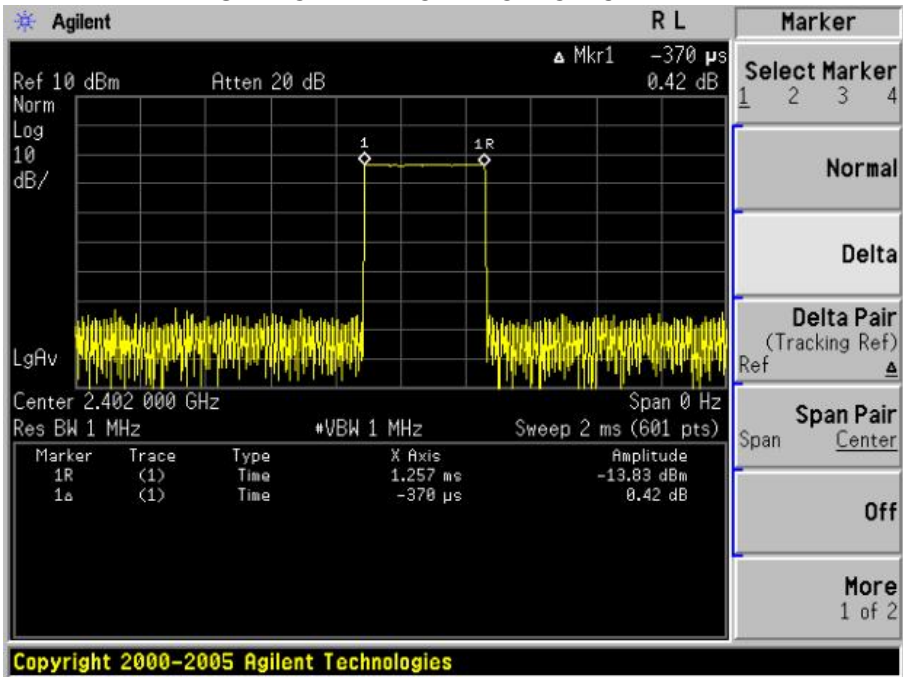 Agilent R L Marker
Δ Mkr1 -370 µs
Ref 10 dBm Atten 20 dB 0.42 dB
Norm
Log
10
dB/
1 1R
LgAv
Center 2.402 000 GHz Span 0 Hz
Res BW 1 MHz #VBW 1 MHz Sweep 2 ms (601 pts)
Marker Trace Type X Axis Amplitude
1R (1) Time 1.257 ms -13.83 dBm
1Δ (1) Time -370 µs 0.42 dB
Select Marker
1 2 3 4
Normal
Delta
Delta Pair
(Tracking Ref)
Ref Δ
Span Pair
Span Center
Off
More
1 of 2
Copyright 2000-2005 Agilent Technologies